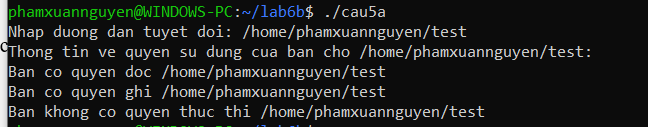 phamxuannguyen@WINDOWS-PC:~/lab6b$ ./cau5a
Nhap duong dan tuyet doi: /home/phamxuannguyen/test
Thong tin ve quyen su dung cua ban cho /home/phamxuannguyen/test:
Ban co quyen doc /home/phamxuannguyen/test
Ban co quyen ghi /home/phamxuannguyen/test
Ban khong co quyen thuc thi /home/phamxuannguyen/test